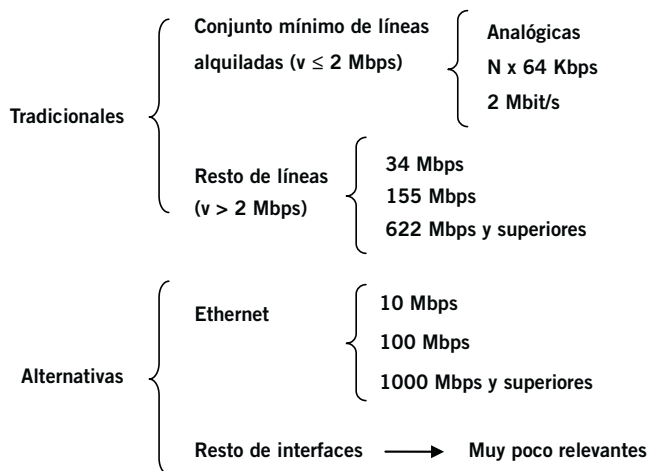 Tradicionales
Conjunto mínimo de líneas
alquiladas (v ≤ 2 Mbps)
Analógicas
N x 64 Kbps
2 Mbit/s
Resto de líneas
(v > 2 Mbps)
34 Mbps
155 Mbps
622 Mbps y superiores
Alternativas
Ethernet
10 Mbps
100 Mbps
1000 Mbps y superiores
Resto de interfaces
Muy poco relevantes